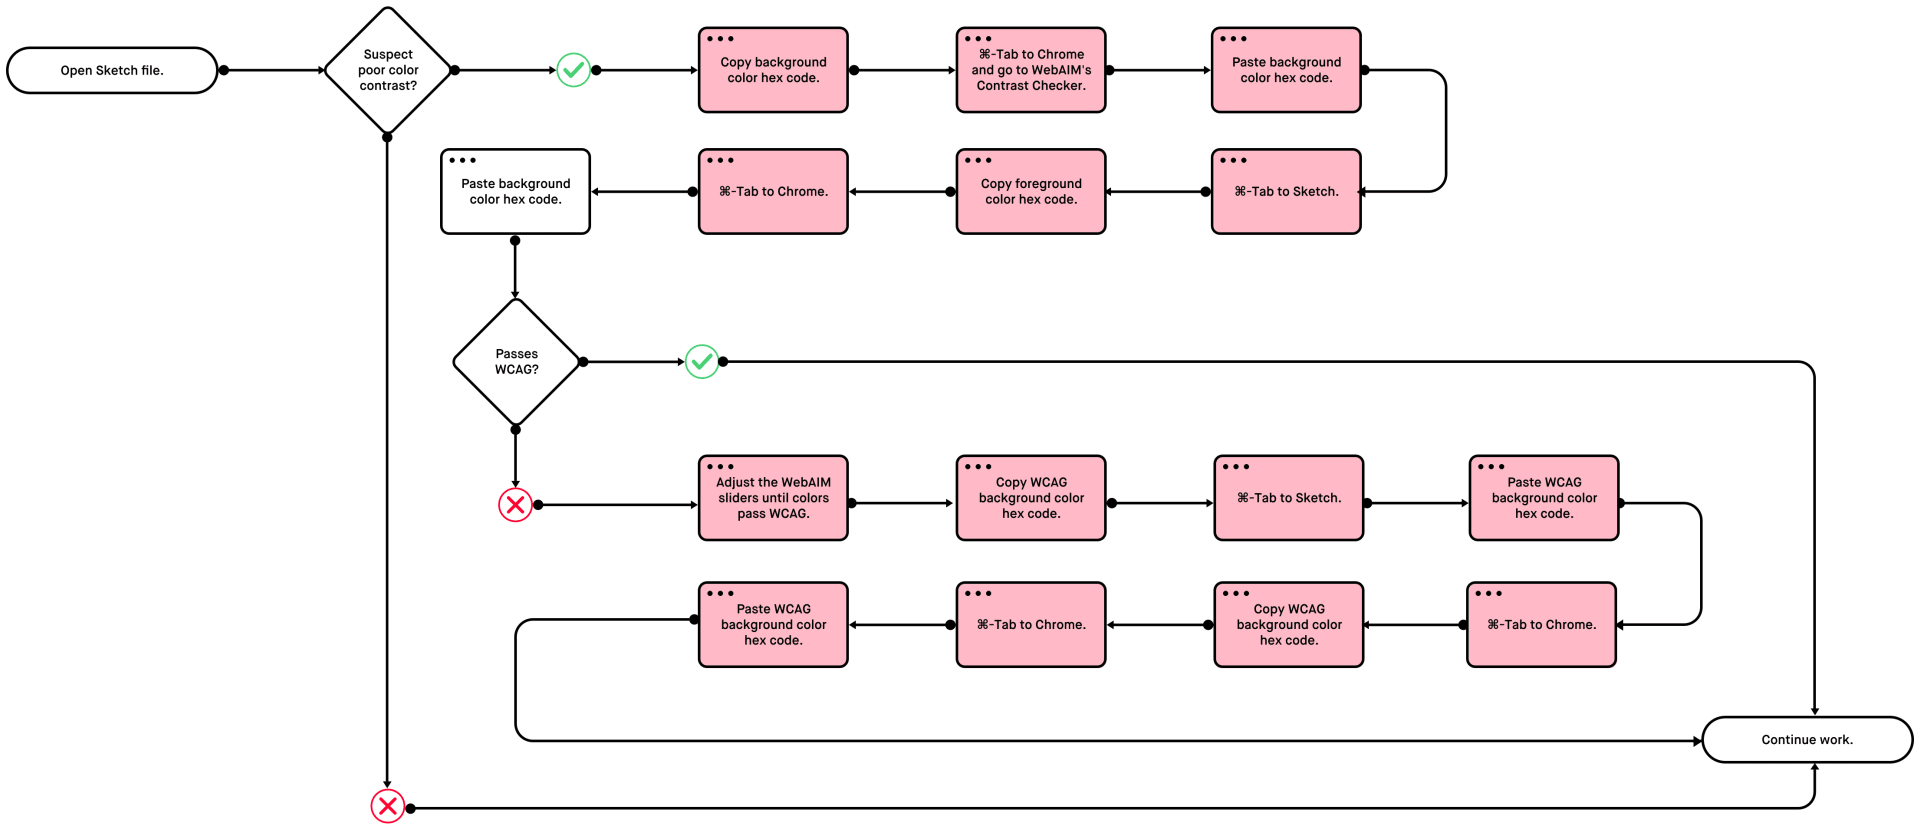 Open Sketch file.
Suspect
poor color
contrast?
Copy background
color hex code.
⌘-Tab to Chrome
and go to WebAIM's
Contrast Checker.
Paste background
color hex code.
⌘-Tab to Sketch.
Copy foreground
color hex code.
⌘-Tab to Chrome.
Paste background
color hex code.
Passes
WCAG?
Adjust the WebAIM
sliders until colors
pass WCAG.
Copy WCAG
background color
hex code.
⌘-Tab to Sketch.
Paste WCAG
background color
hex code.
⌘-Tab to Chrome.
Copy WCAG
background color
hex code.
⌘-Tab to Chrome.
Paste WCAG
background color
hex code.
Continue work.